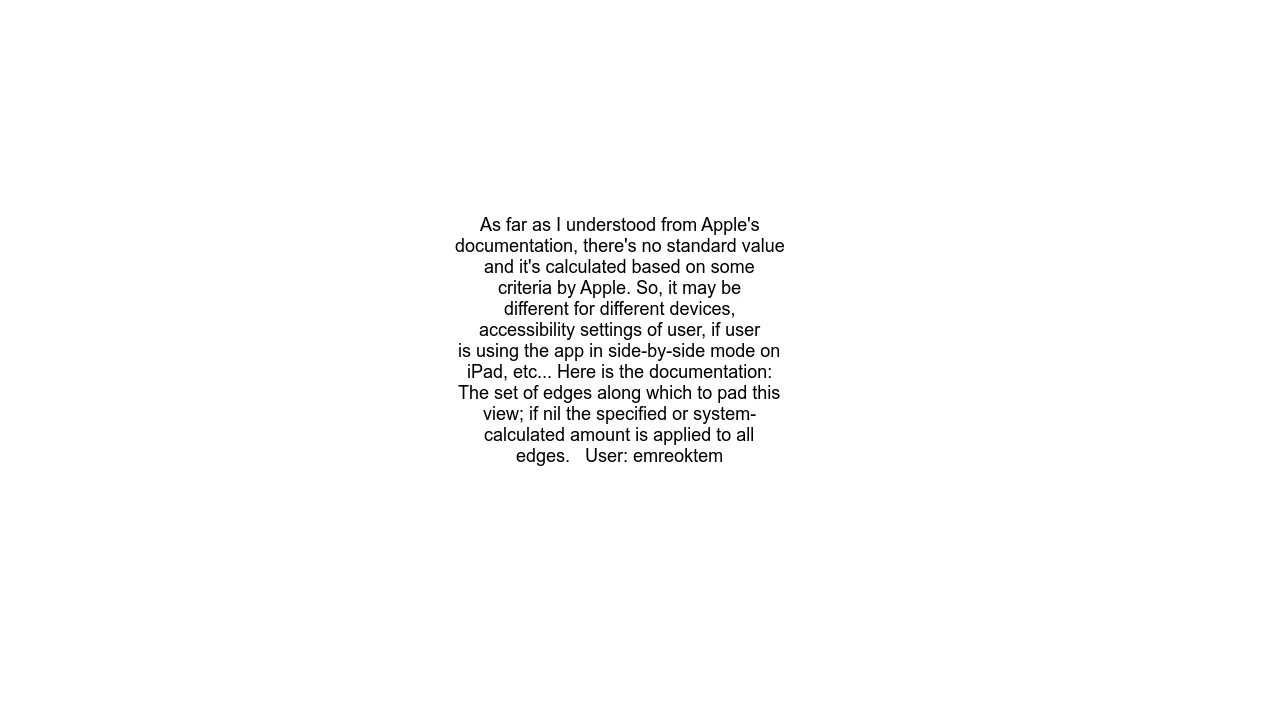 As far as I understood from Apple's
documentation, there's no standard value
and it's calculated based on some
criteria by Apple. So, it may be
different for different devices,
accessibility settings of user, if user
is using the app in side-by-side mode on
iPad, etc... Here is the documentation:
The set of edges along which to pad this
view; if nil the specified or system-
calculated amount is applied to all
edges.   User: emreoktem